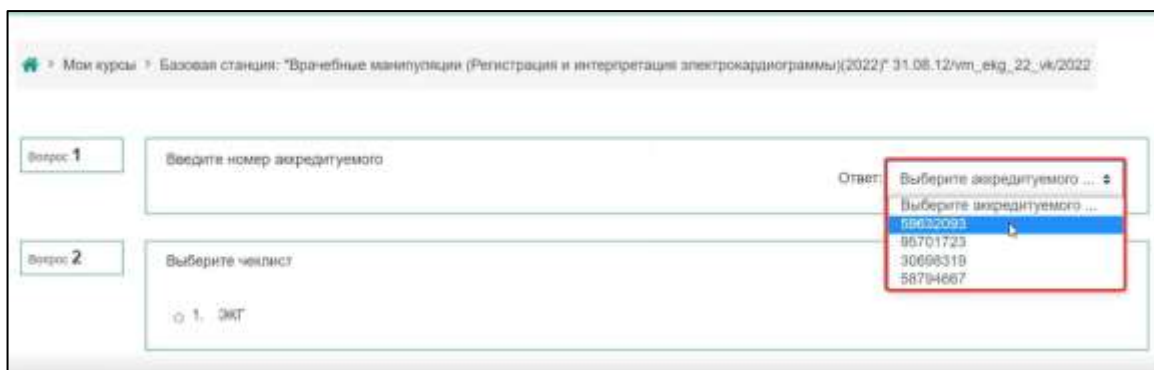 Мои курсы > Базовая станция: "Врачебные манипуляции (Регистрация и интерпретация электрокардиограммы)(2022)" 31.08.12/vm_ekg_22_vk/2022
Вопрос 1
Введите номер аккредитуемого
Ответ: Выберите аккредитуемого ...
Выберите аккредитуемого ...
59632093
95701723
30698319
58794667
Вопрос 2
Выберите чеклист
1. ЭКГ